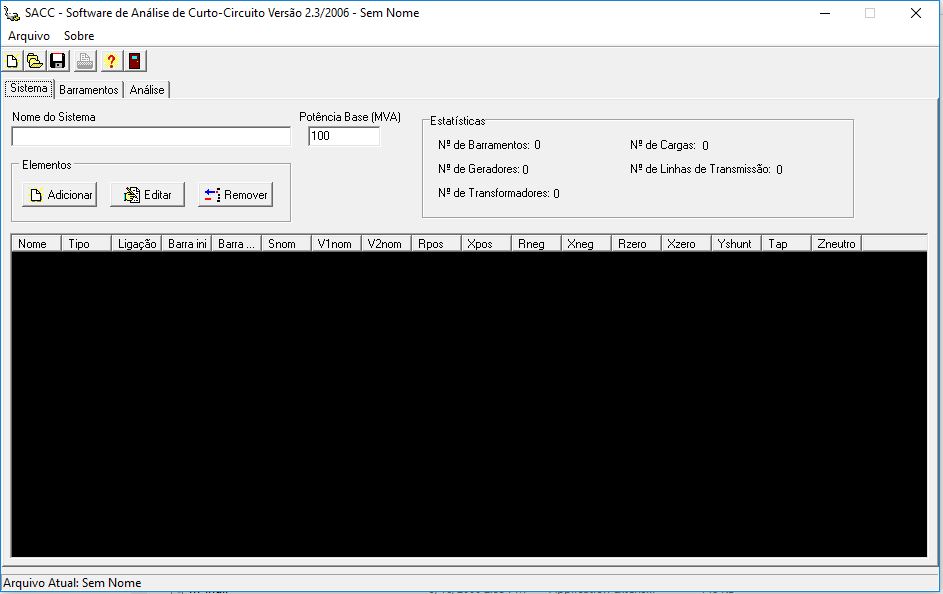 SACC - Software de Análise de Curto-Circuito Versão 2.3/2006 - Sem Nome
Arquivo Sobre
Sistema Barramentos Análise
Nome do Sistema Potência Base (MVA)
100
Elementos
Adicionar Editar Remover
Estatísticas
Nº de Barramentos: 0 Nº de Cargas: 0
Nº de Geradores: 0 Nº de Linhas de Transmissão: 0
Nº de Transformadores: 0
Nome Tipo Ligação Barra ini Barra ... Snom V1nom V2nom Rpos Xpos Rneg Xneg Rzero Xzero Yshunt Tap Zneutro
Arquivo Atual: Sem Nome